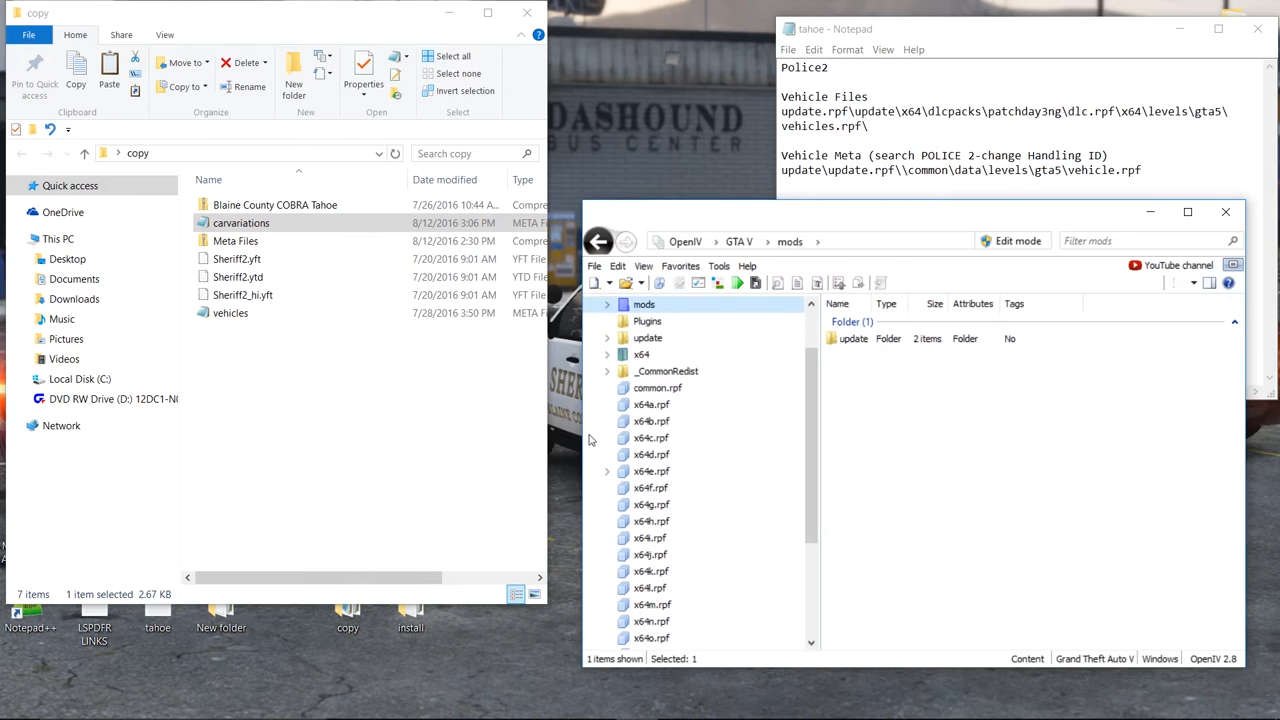 copy
File
Home
Share
View
Pin to Quick access
Copy
Paste
Clipboard
Move to
Copy to
Delete
Rename
Organize
New folder
New
Properties
Open
Select all
Select none
Invert selection
Select
copy
Search copy
Quick access
OneDrive
This PC
Desktop
Documents
Downloads
Music
Pictures
Videos
Local Disk (C:)
DVD RW Drive (D:) 12DC1-N
Network
Name Date modified Type
Blaine County COBRA Tahoe 7/26/2016 10:44 A... Compre
carvariations 8/12/2016 3:06 PM META F
Meta Files 8/12/2016 2:30 PM Compre
Sheriff2.yft 7/20/2016 9:01 AM YFT File
Sheriff2.ytd 7/20/2016 9:01 AM YTD File
Sheriff2_hi.yft 7/20/2016 9:01 AM YFT File
vehicles 7/28/2016 3:50 PM META F
7 items 1 item selected 2.67 KB
tahoe - Notepad
File Edit Format View Help
Police2
Vehicle Files
update.rpf\update\x64\dlcpacks\patchday3ng\dlc.rpf\x64\levels\gta5\
vehicles.rpf\
Vehicle Meta (search POLICE 2-change Handling ID)
update\update.rpf\\common\data\levels\gta5\vehicle.rpf
OpenIV GTA V mods
Edit mode
Filter mods
File Edit View Favorites Tools Help
YouTube channel
mods
Plugins
update
x64
_CommonRedist
common.rpf
x64a.rpf
x64b.rpf
x64c.rpf
x64d.rpf
x64e.rpf
x64f.rpf
x64g.rpf
x64h.rpf
x64i.rpf
x64j.rpf
x64k.rpf
x64l.rpf
x64m.rpf
x64n.rpf
x64o.rpf
Name Type Size Attributes Tags
Folder (1)
update Folder 2 items Folder No
1 items shown Selected: 1
Content Grand Theft Auto V Windows OpenIV 2.8
Notepad++
LSPDFR LINKS
tahoe
New folder
copy
install
DASHOUND
BUS CENTER
SHERI